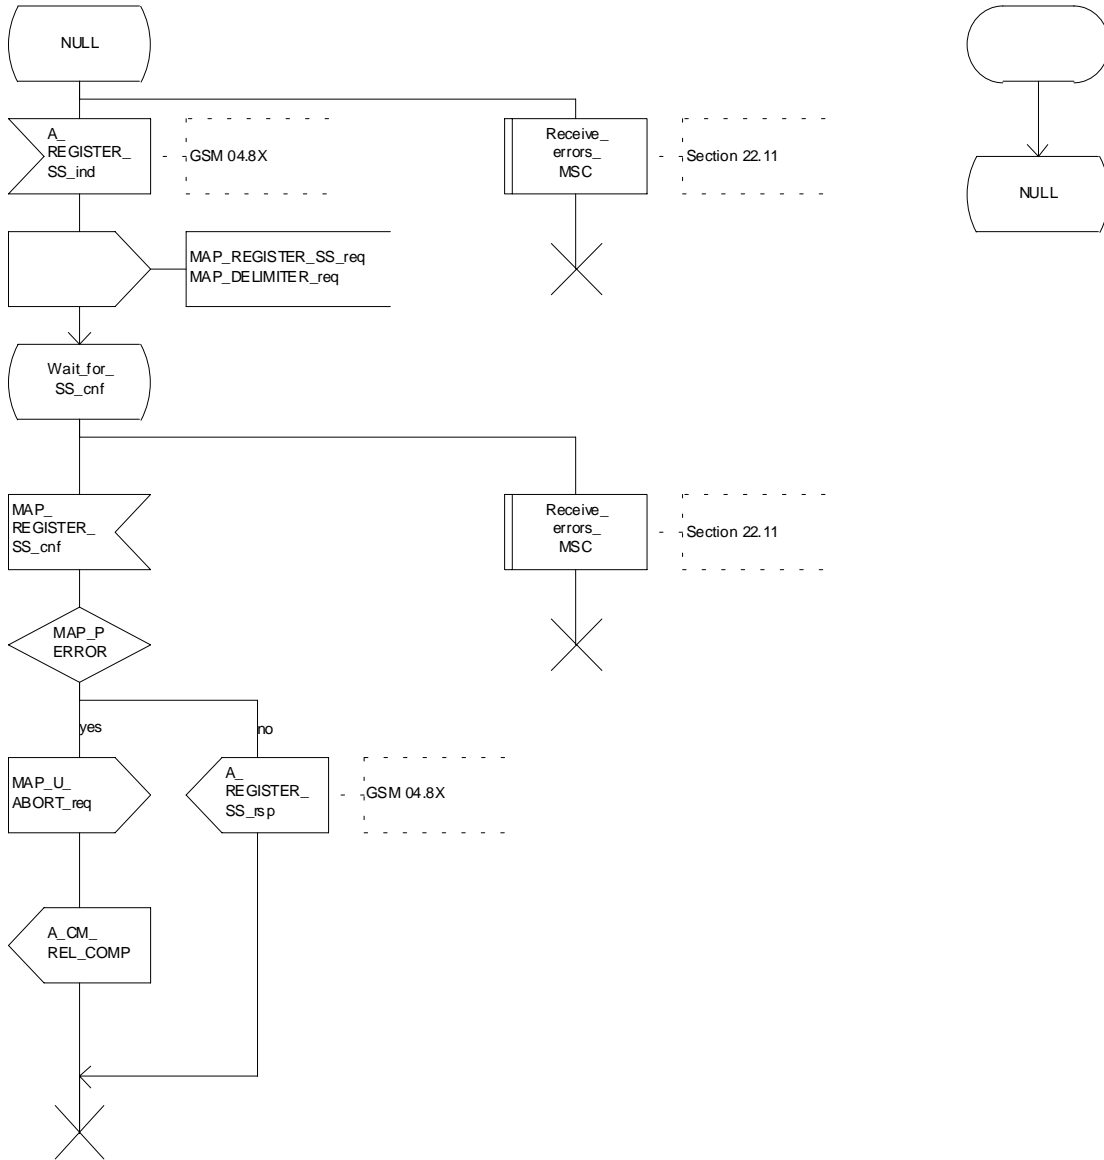 NULL
A_
REGISTER_
SS_ind
GSM 04.8X
Receive_
errors_
MSC
Section 22.11
NULL
MAP_REGISTER_SS_req
MAP_DELIMITER_req
Wait_for_
SS_cnf
MAP_
REGISTER_
SS_cnf
Receive_
errors_
MSC
Section 22.11
MAP_P
ERROR
yes
no
MAP_U_
ABORT_req
A_
REGISTER_
SS_rsp
GSM 04.8X
A_CM_
REL_COMP